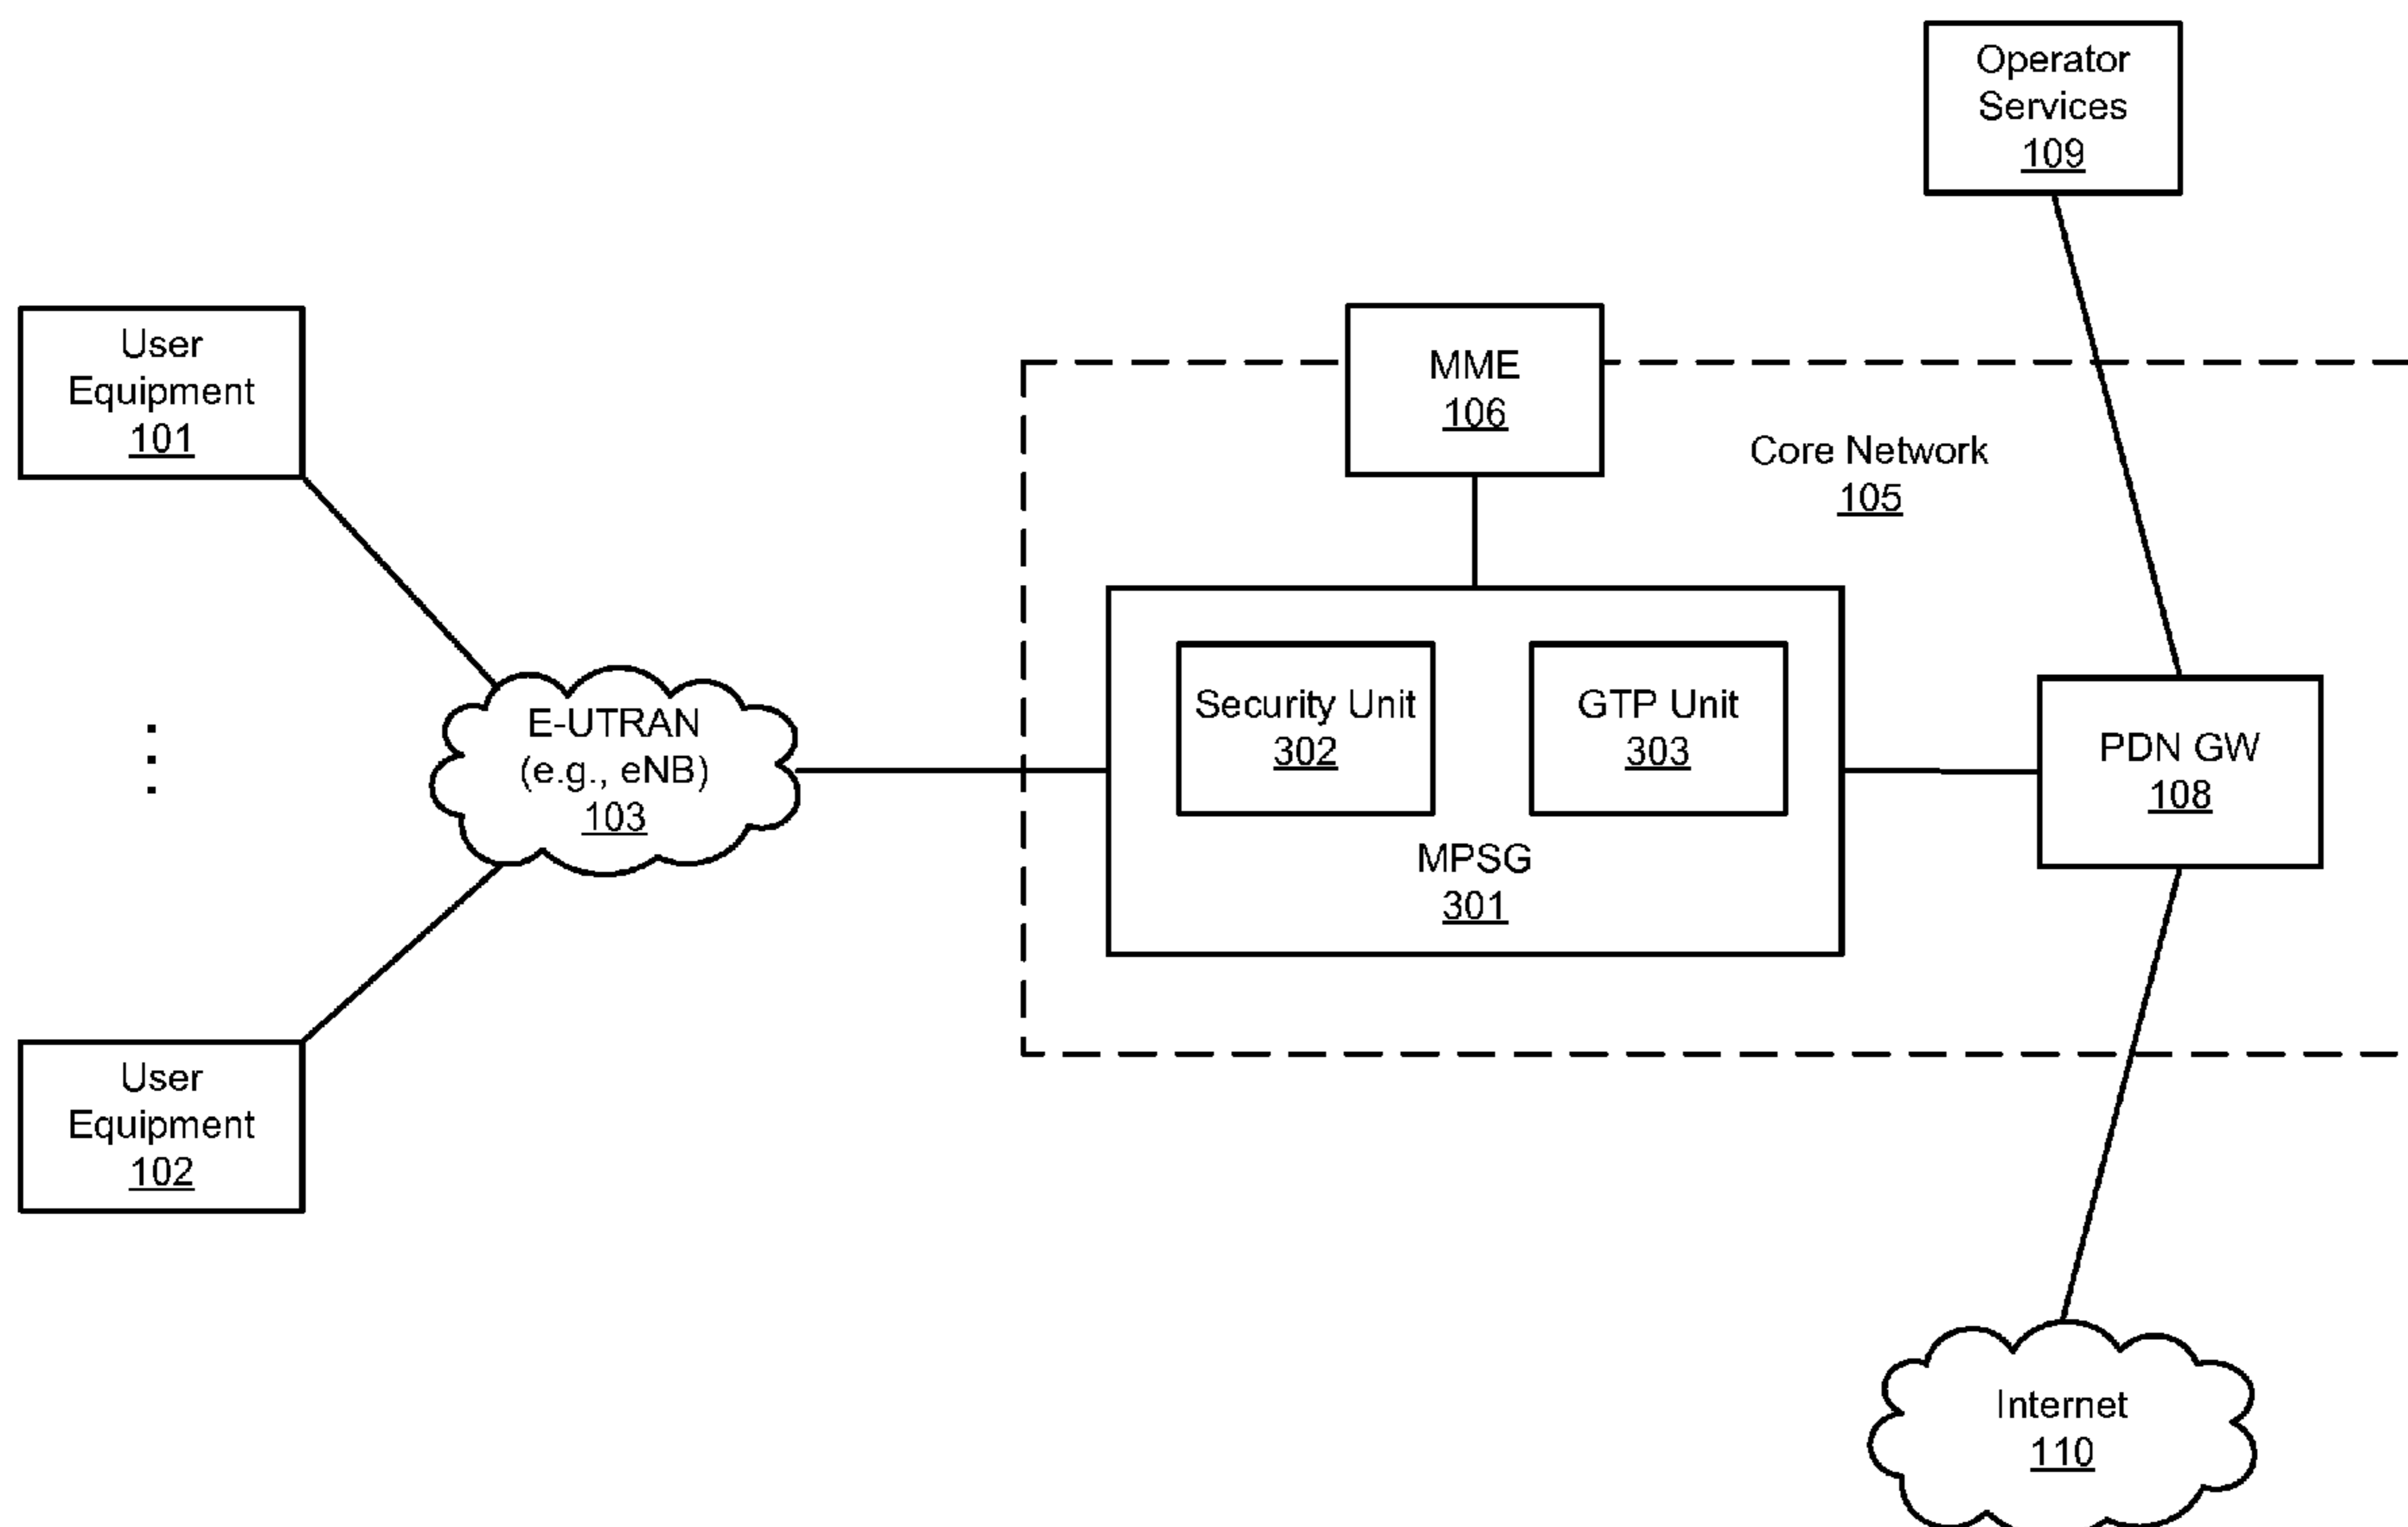 Operator
Services
109
User
Equipment
101
MME
106
Core Network
105
E-UTRAN
(e.g., eNB)
103
Security Unit
302
GTP Unit
303
MPSG
301
PDN GW
108
User
Equipment
102
Internet
110